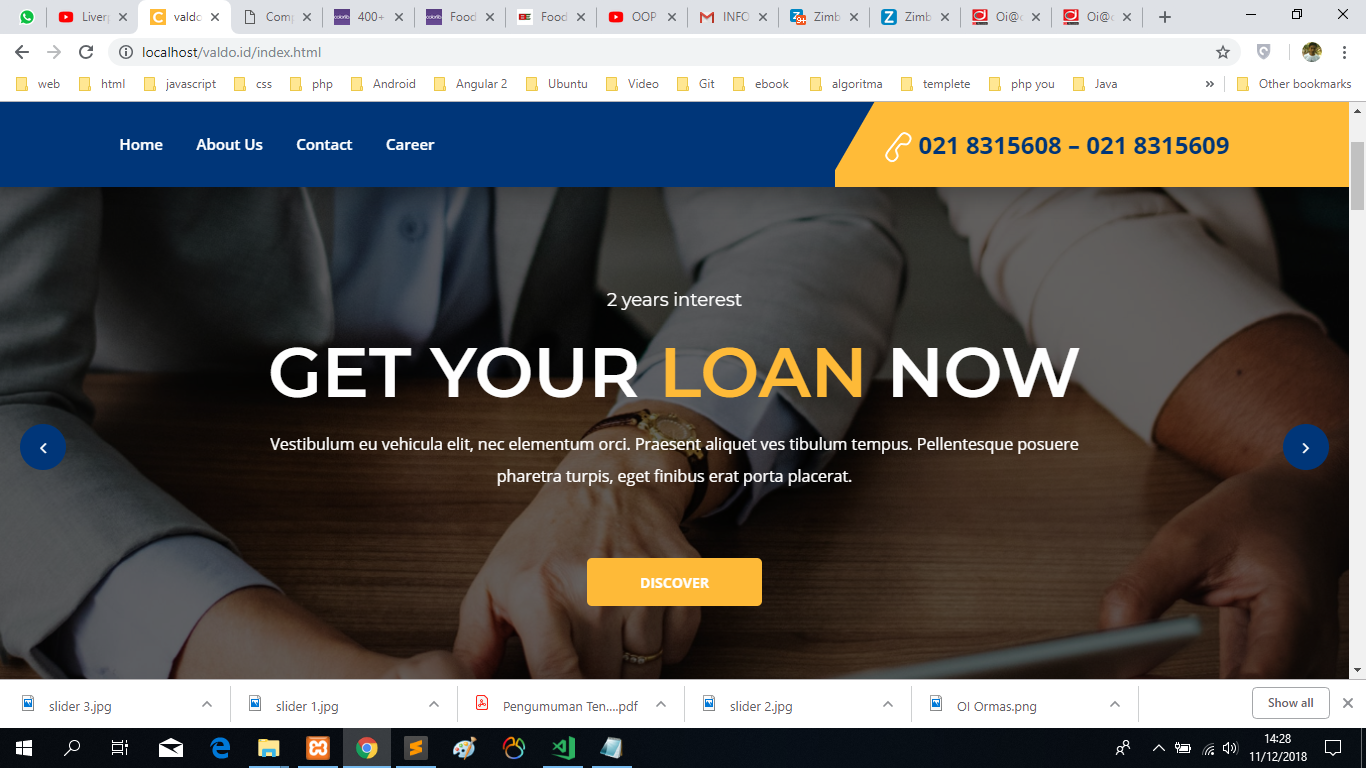 Liver
valdo
Comp
400+
Food
Food
OOP
INFO
Zimb
Zimb
Oi@
Oi@
localhost/valdo.id/index.html
web html javascript css php Android Angular 2 Ubuntu Video Git ebook algoritma templete php you Java » Other bookmarks
Home About Us Contact Career
021 8315608 – 021 8315609
2 years interest
GET YOUR LOAN NOW
Vestibulum eu vehicula elit, nec elementum orci. Praesent aliquet ves tibulum tempus. Pellentesque posuere
pharetra turpis, eget finibus erat porta placerat.
DISCOVER
slider 3.jpg slider 1.jpg Pengumuman Ten....pdf slider 2.jpg OI Ormas.png Show all
14:28
11/12/2018